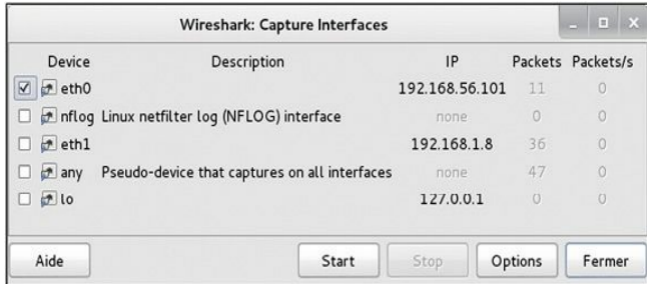 Wireshark: Capture Interfaces
Device Description IP Packets Packets/s
eth0 192.168.56.101 11 0
nflog Linux netfilter log (NFLOG) interface none 0 0
eth1 192.168.1.8 36 0
any Pseudo-device that captures on all interfaces none 47 0
lo 127.0.0.1 0 0
Aide Start Stop Options Fermer